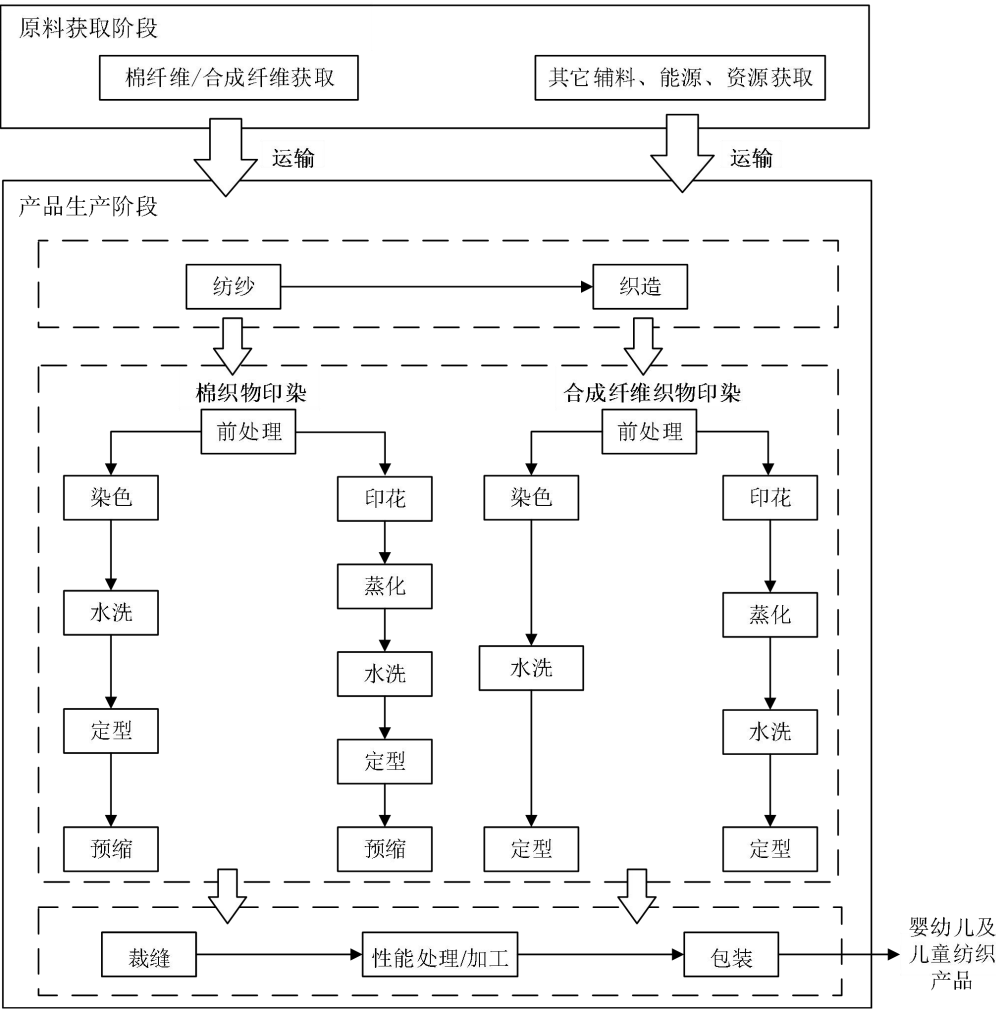 原料获取阶段
棉纤维/合成纤维获取
其它辅料、能源、资源获取
运输
运输
产品生产阶段
纺纱
织造
棉织物印染
合成纤维织物印染
前处理
前处理
染色
印花
染色
印花
蒸化
水洗
蒸化
水洗
水洗
定型
水洗
定型
预缩
预缩
定型
定型
裁缝
性能处理/加工
包装
婴幼儿及
儿童纺织
产品